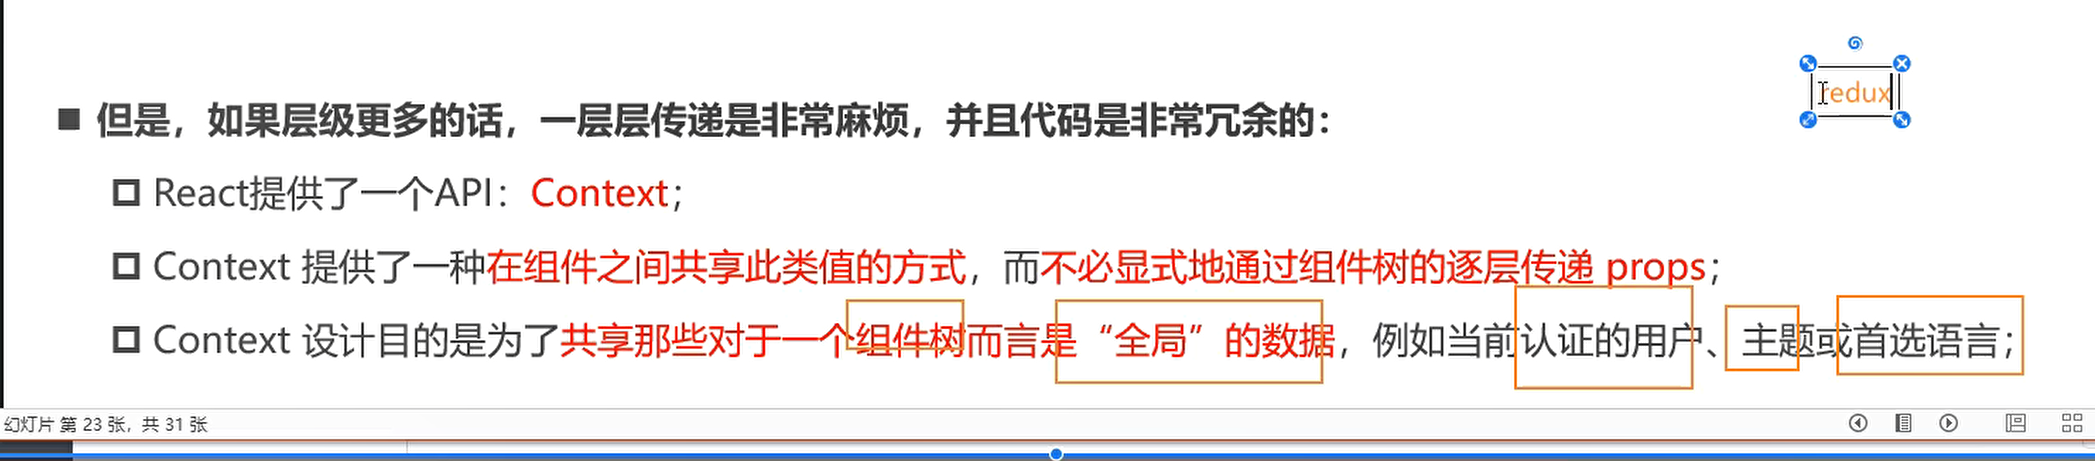 redux
但是，如果层级更多的话，一层层传递是非常麻烦，并且代码是非常冗余的：
React提供了一个API：Context；
Context 提供了一种在组件之间共享此类值的方式，而不必显式地通过组件树的逐层传递 props；
Context 设计目的是为了共享那些对于一个组件树而言是“全局”的数据，例如当前认证的用户、主题或首选语言；
幻灯片 第 23 张，共 31 张